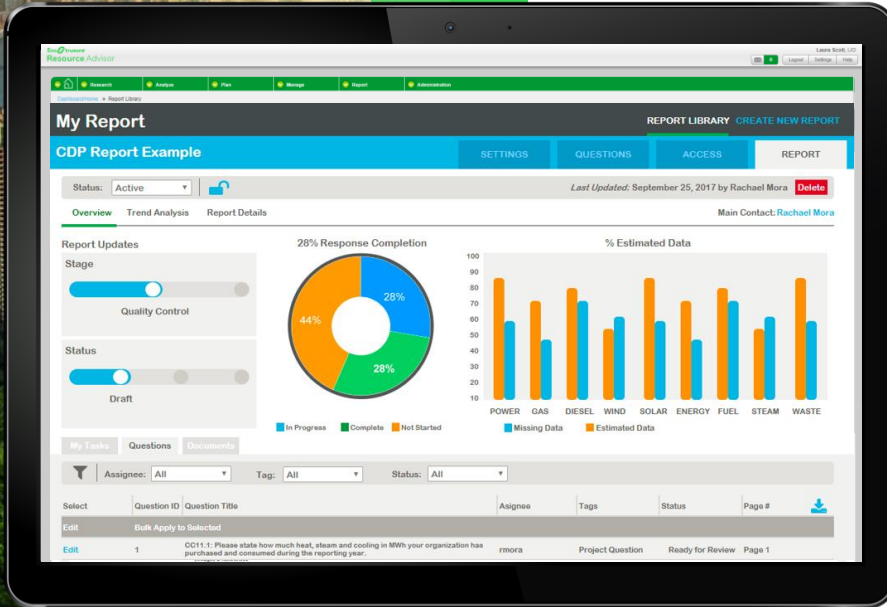 EcoStruxure
Resource Advisor
Laura Scott, UO
0 Logout Settings Help
Research Analyze Plan Manage Report Administration
Dashboard/Home » Report Library
My Report REPORT LIBRARY CREATE NEW REPORT
CDP Report Example SETTINGS QUESTIONS ACCESS REPORT
Status: Active Last Updated: September 25, 2017 by Rachael Mora Delete
Overview Trend Analysis Report Details Main Contact: Rachael Mora
Report Updates
Stage
Quality Control
Status
Draft
28% Response Completion
28%
44%
28%
In Progress Complete Not Started
% Estimated Data
100
90
80
70
60
50
40
30
20
10
POWER GAS DIESEL WIND SOLAR ENERGY FUEL STEAM WASTE
Missing Data Estimated Data
My Tasks Questions Documents
Assignee: All Tag: All Status: All
Select Question ID Question Title Asignee Tags Status Page #
Edit Bulk Apply to Selected
Edit 1 CC11.1: Please state how much heat, steam and cooling in MWh your organization has
purchased and consumed during the reporting year. rmora Project Question Ready for Review Page 1